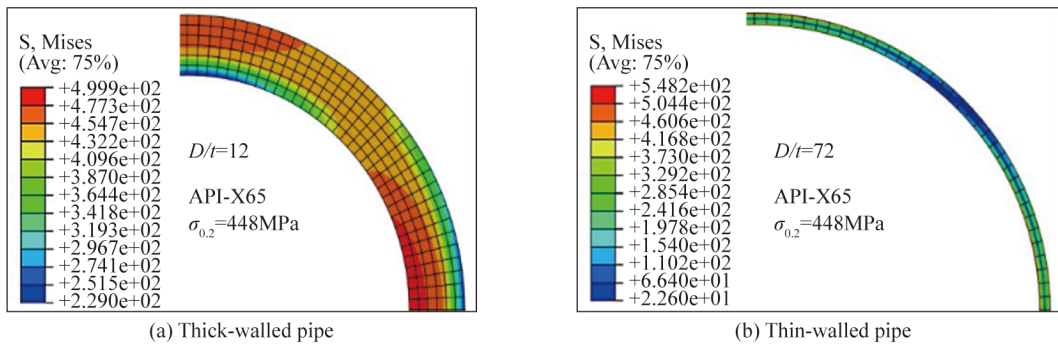 S, Mises
(Avg: 75%)
+4.999e+02
+4.773e+02
+4.547e+02
+4.322e+02
+4.096e+02
+3.870e+02
+3.644e+02
+3.418e+02
+3.193e+02
+2.967e+02
+2.741e+02
+2.515e+02
+2.290e+02
D/t=12
API-X65
σ0.2=448MPa
(a) Thick-walled pipe
S, Mises
(Avg: 75%)
+5.482e+02
+5.044e+02
+4.606e+02
+4.168e+02
+3.730e+02
+3.292e+02
+2.854e+02
+2.416e+02
+1.978e+02
+1.540e+02
+1.102e+02
+6.640e+01
+2.260e+01
D/t=72
API-X65
σ0.2=448MPa
(b) Thin-walled pipe